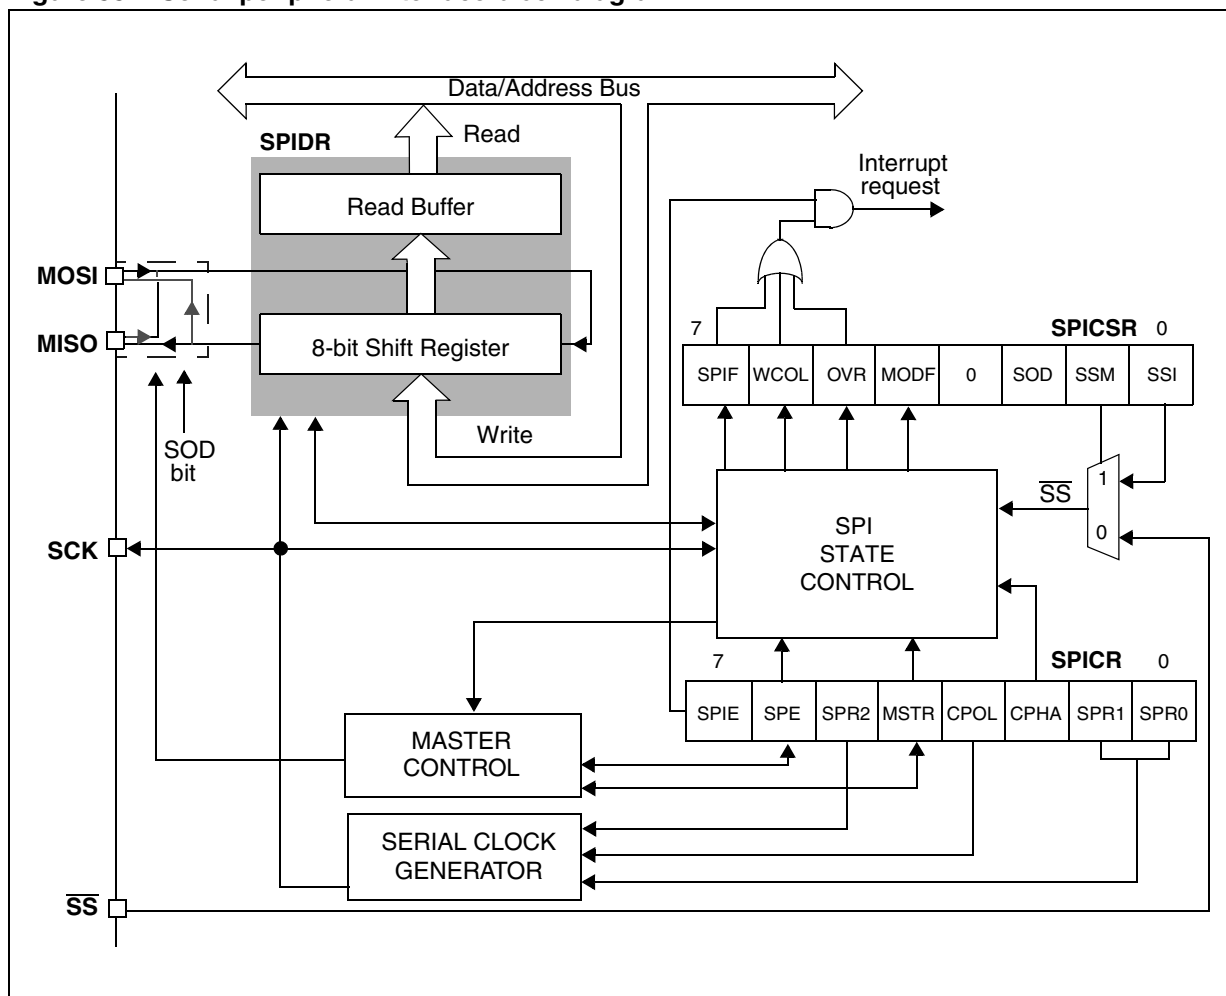 Data/Address Bus
SPIDR
Read
Read Buffer
Interrupt
request
MOSI
MISO
8-bit Shift Register
7
SPICSR
0
SPIF
WCOL
OVR
MODF
0
SOD
SSM
SSI
Write
SOD
bit
SS
1
0
SCK
SPI
STATE
CONTROL
7
SPICR
0
SPIE
SPE
SPR2
MSTR
CPOL
CPHA
SPR1
SPR0
MASTER
CONTROL
SERIAL CLOCK
GENERATOR
SS